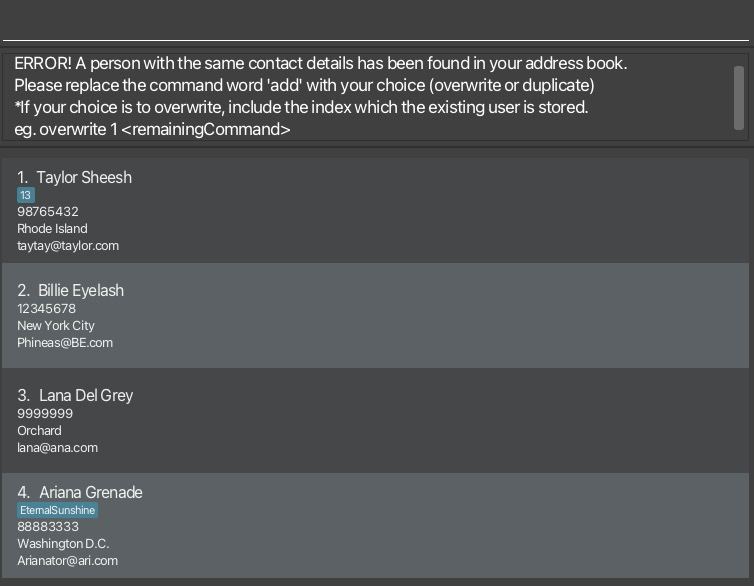 ERROR! A person with the same contact details has been found in your address book.
Please replace the command word 'add' with your choice (overwrite or duplicate)
*If your choice is to overwrite, include the index which the existing user is stored.
eg. overwrite 1 <remainingCommand>
1. Taylor Sheesh
13
98765432
Rhode Island
taytay@taylor.com
2. Billie Eyelash
12345678
New York City
Phineas@BE.com
3. Lana Del Grey
9999999
Orchard
lana@ana.com
4. Ariana Grenade
EternalSunshine
88883333
Washington D.C.
Arianator@ari.com